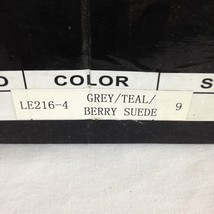 O COLOR S
LE216-4 GREY/TEAL/ 9
BERRY SUEDE